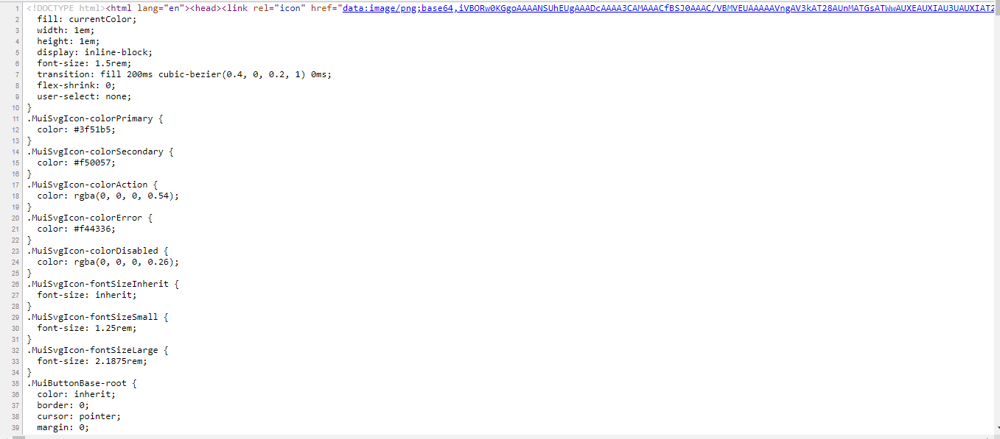 1 <!DOCTYPE html><html lang="en"><head><link rel="icon" href="data:image/png;base64,iVBORw0KGgoAAAANSUhEUgAAADcAAAA3CAMAAACfBSJ0AAAC/VBMVEUAAAAAVngAV3kAT28AUnMATGsATWwAUXEAUXIAU3UAUXIAT2
2 fill: currentColor;
3 width: 1em;
4 height: 1em;
5 display: inline-block;
6 font-size: 1.5rem;
7 transition: fill 200ms cubic-bezier(0.4, 0, 0.2, 1) 0ms;
8 flex-shrink: 0;
9 user-select: none;
10 }
11 .MuiSvgIcon-colorPrimary {
12 color: #3f51b5;
13 }
14 .MuiSvgIcon-colorSecondary {
15 color: #f50057;
16 }
17 .MuiSvgIcon-colorAction {
18 color: rgba(0, 0, 0, 0.54);
19 }
20 .MuiSvgIcon-colorError {
21 color: #f44336;
22 }
23 .MuiSvgIcon-colorDisabled {
24 color: rgba(0, 0, 0, 0.26);
25 }
26 .MuiSvgIcon-fontSizeInherit {
27 font-size: inherit;
28 }
29 .MuiSvgIcon-fontSizeSmall {
30 font-size: 1.25rem;
31 }
32 .MuiSvgIcon-fontSizeLarge {
33 font-size: 2.1875rem;
34 }
35 .MuiButtonBase-root {
36 color: inherit;
37 border: 0;
38 cursor: pointer;
39 margin: 0;